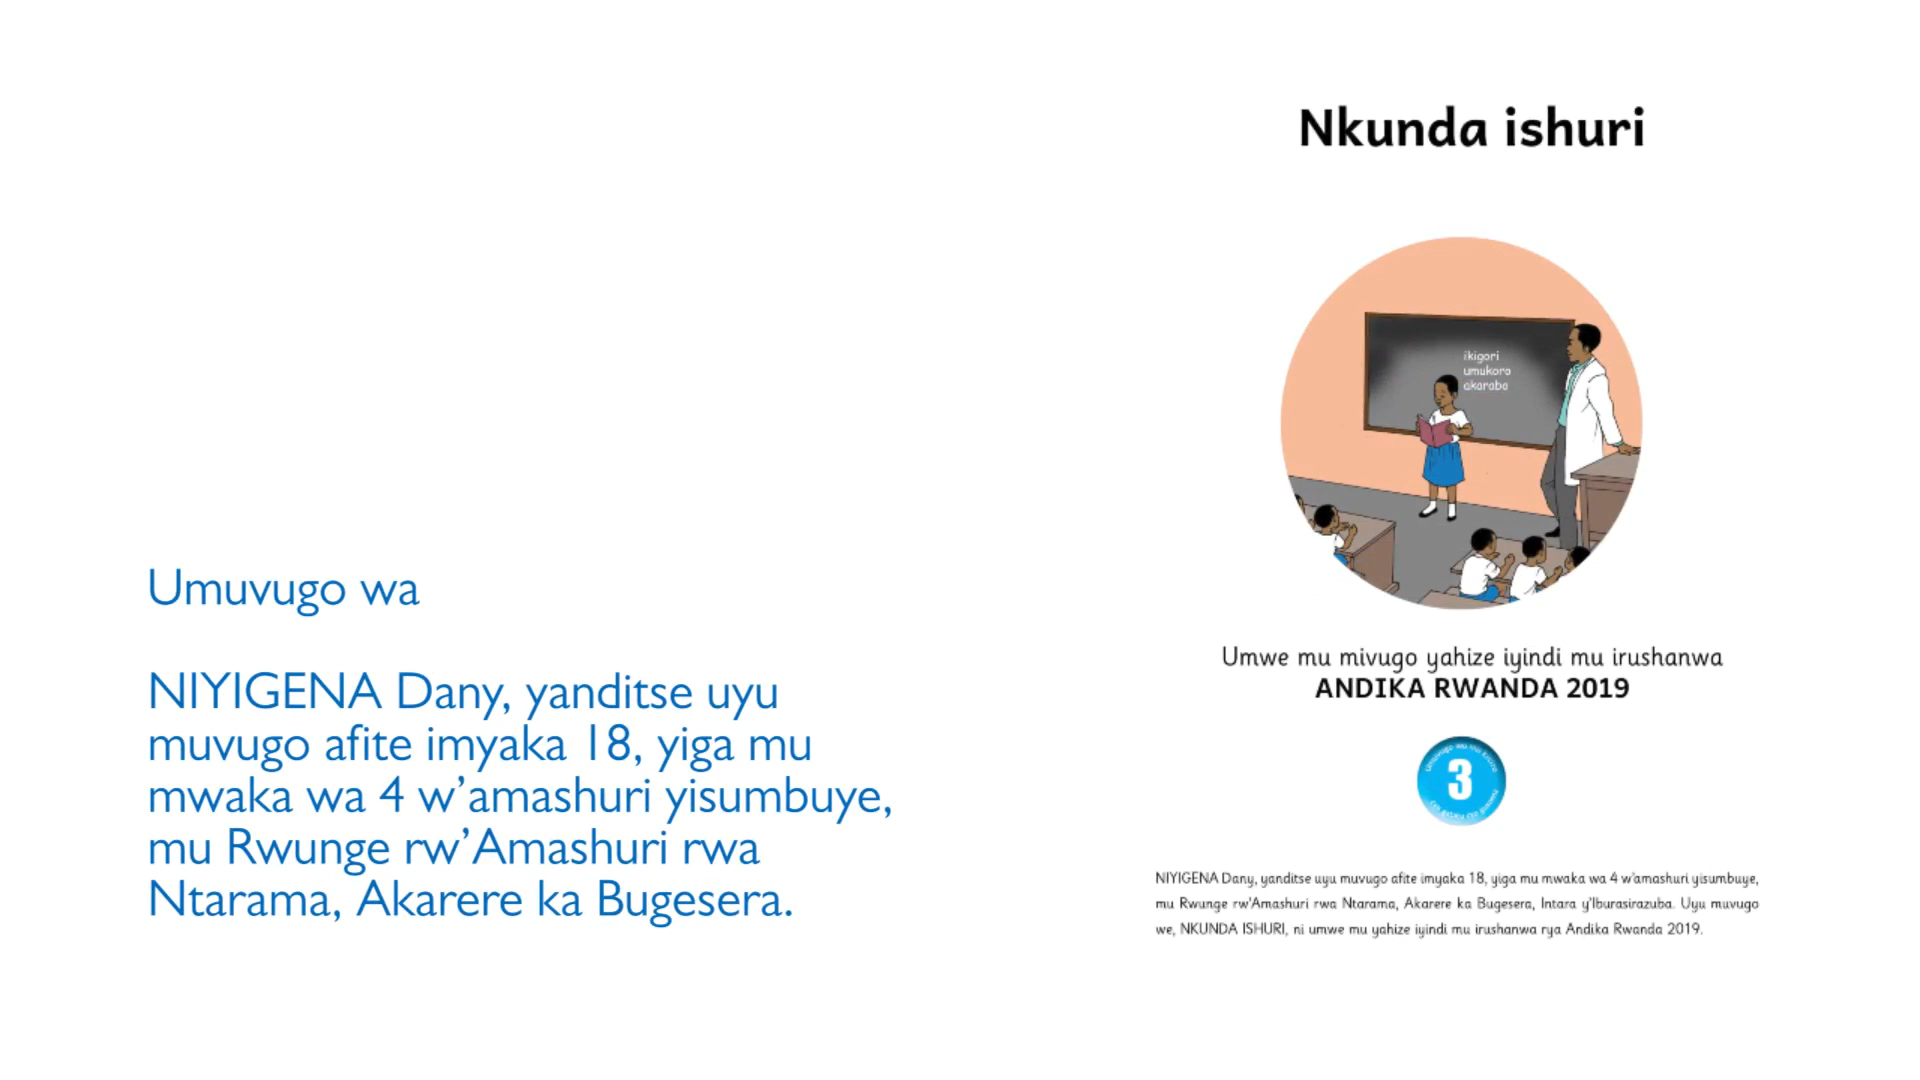 Umuvugo wa
NIYIGENA Dany, yanditse uyu
muvugo afite imyaka 18, yiga mu
mwaka wa 4 w’amashuri yisumbuye,
mu Rwunge rw’Amashuri rwa
Ntarama, Akarere ka Bugesera.
Nkunda ishuri
ikigori
umukoro
akarabo
Umwe mu mivugo yahize iyindi mu irushanwa
ANDIKA RWANDA 2019
3
NIYIGENA Dany, yanditse uyu muvugo afite imyaka 18, yiga mu mwaka wa 4 w'amashuri yisumbuye,
mu Rwunge rw'Amashuri rwa Ntarama, Akarere ka Bugesera, Intara y'Iburasirazuba. Uyu muvugo
we, NKUNDA ISHURI, ni umwe mu yahize iyindi mu irushanwa rya Andika Rwanda 2019.